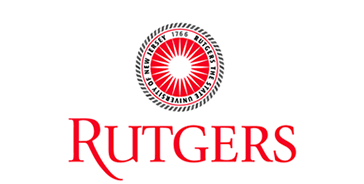 RUTGERS THE STATE UNIVERSITY OF NEW JERSEY
1766
RUTGERS